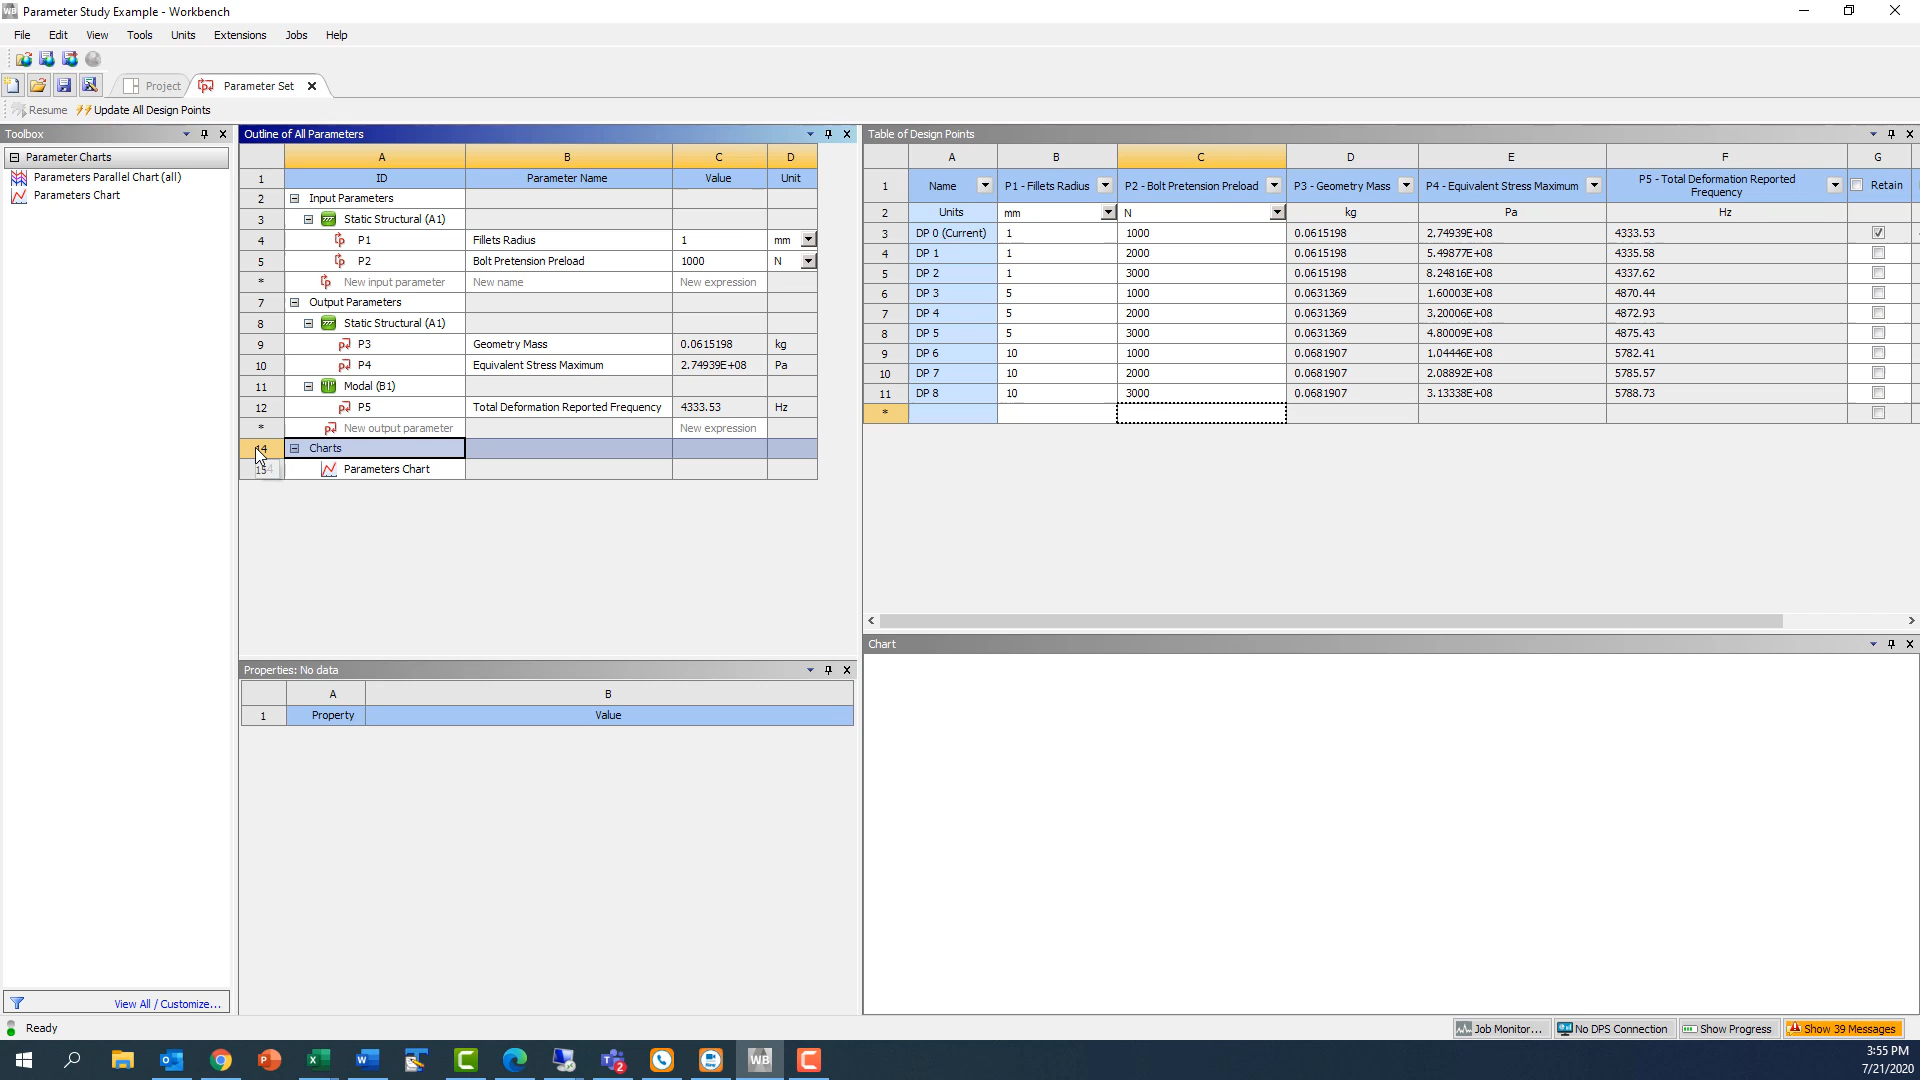 Parameter Study Example - Workbench
File Edit View Tools Units Extensions Jobs Help
Project Parameter Set
Resume Update All Design Points
Toolbox
Parameter Charts
Parameters Parallel Chart (all)
Parameters Chart
View All / Customize...
Outline of All Parameters
A B C D
1 ID Parameter Name Value Unit
2 Input Parameters
3 Static Structural (A1)
4 P1 Fillets Radius 1 mm
5 P2 Bolt Pretension Preload 1000 N
* New input parameter New name New expression
7 Output Parameters
8 Static Structural (A1)
9 P3 Geometry Mass 0.0615198 kg
10 P4 Equivalent Stress Maximum 2.74939E+08 Pa
11 Modal (B1)
12 P5 Total Deformation Reported Frequency 4333.53 Hz
* New output parameter New expression
14 Charts
15 Parameters Chart
Properties: No data
A B
1 Property Value
Table of Design Points
A B C D E F G
1 Name P1 - Fillets Radius P2 - Bolt Pretension Preload P3 - Geometry Mass P4 - Equivalent Stress Maximum P5 - Total Deformation Reported Frequency Retain
2 Units mm N kg Pa Hz
3 DP 0 (Current) 1 1000 0.0615198 2.74939E+08 4333.53
4 DP 1 1 2000 0.0615198 5.49877E+08 4335.58
5 DP 2 1 3000 0.0615198 8.24816E+08 4337.62
6 DP 3 5 1000 0.0631369 1.60003E+08 4870.44
7 DP 4 5 2000 0.0631369 3.20006E+08 4872.93
8 DP 5 5 3000 0.0631369 4.80009E+08 4875.43
9 DP 6 10 1000 0.0681907 1.04446E+08 5782.41
10 DP 7 10 2000 0.0681907 2.08892E+08 5785.57
11 DP 8 10 3000 0.0681907 3.13338E+08 5788.73
*
Chart
Ready
Job Monitor... No DPS Connection Show Progress Show 39 Messages
3:55 PM
7/21/2020